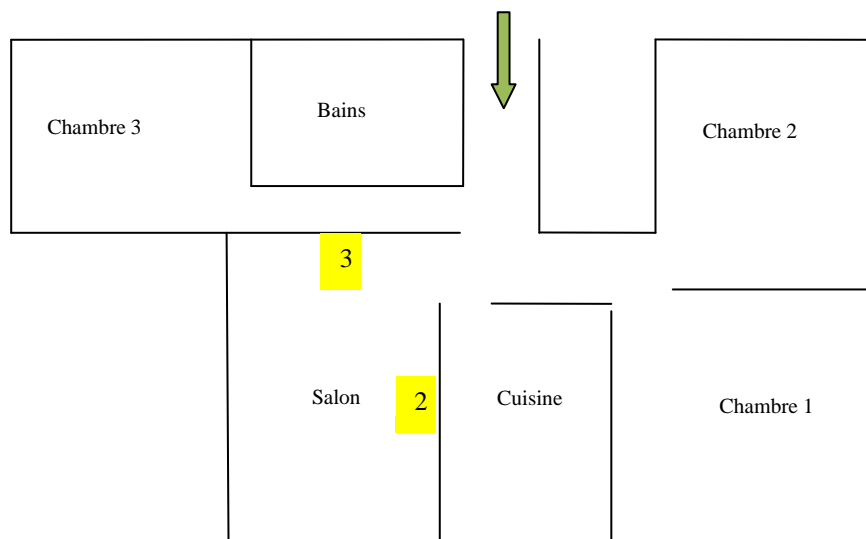 Chambre 3
Bains
Chambre 2
3
Salon
2
Cuisine
Chambre 1